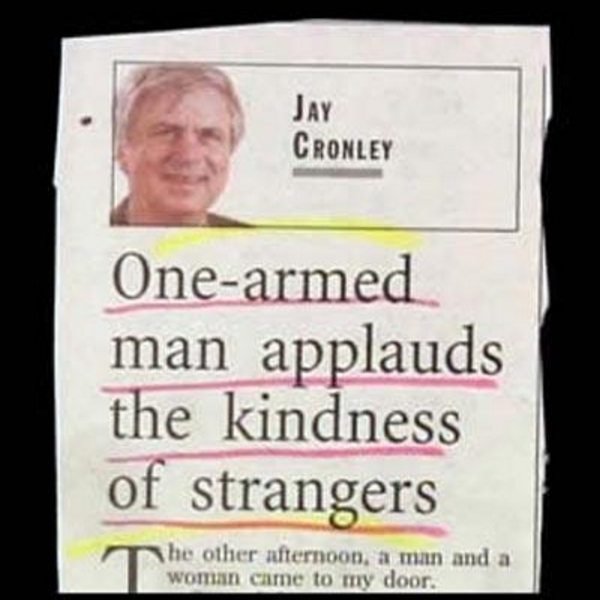 JAY
CRONLEY
One-armed
man applauds
the kindness
of strangers
The other afternoon, a man and a
woman came to my door.